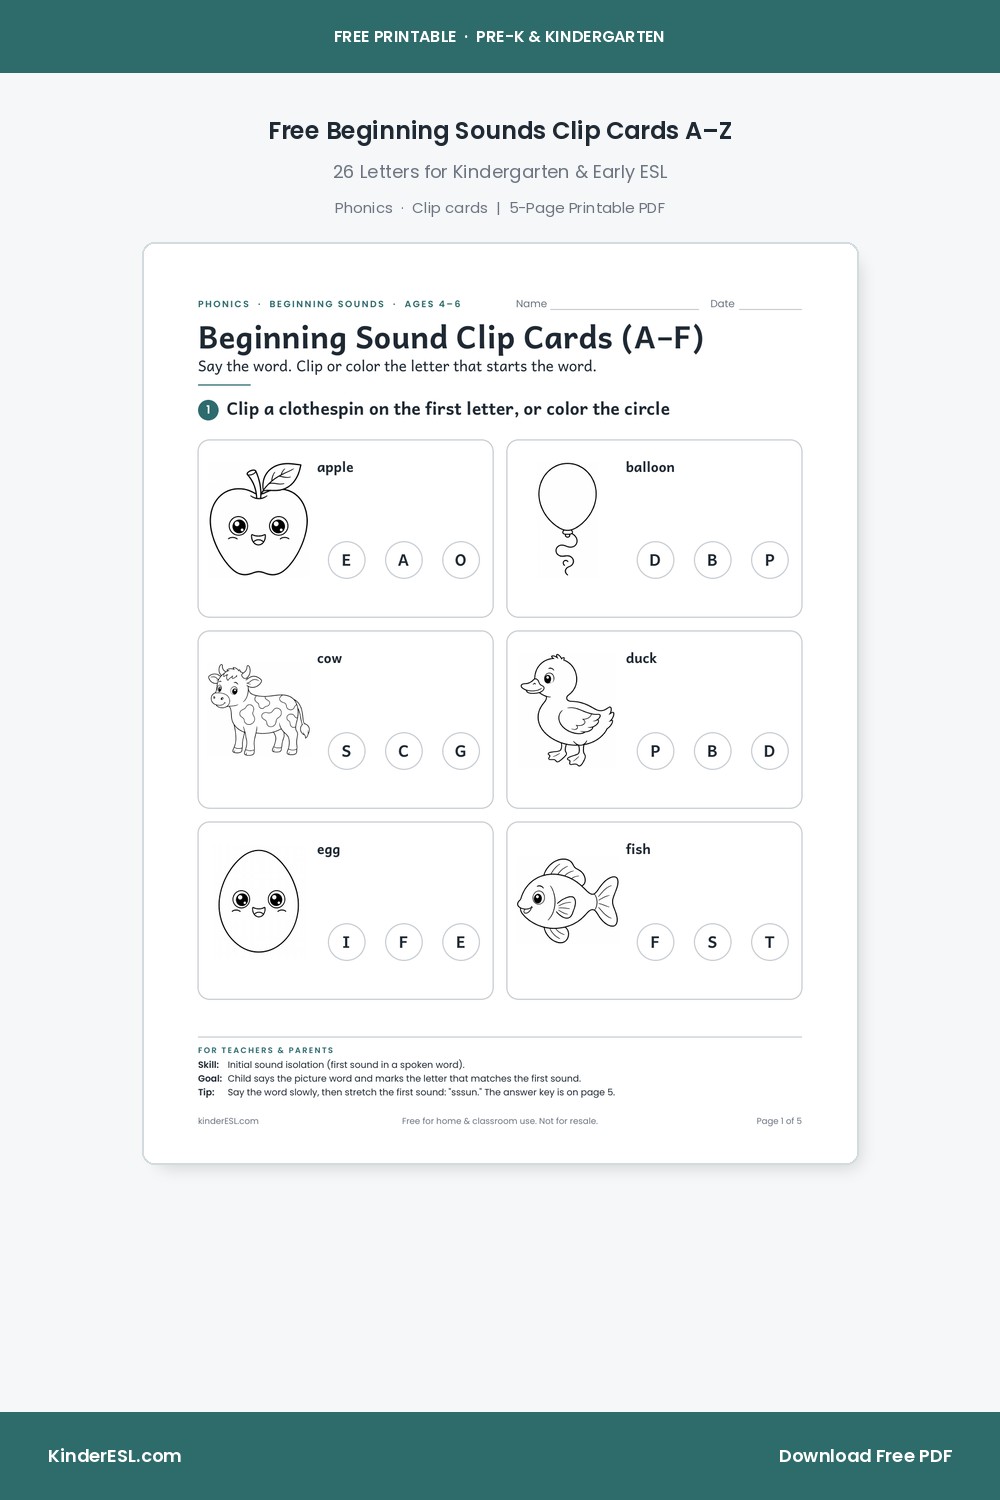 FREE PRINTABLE · PRE-K & KINDERGARTEN
Free Beginning Sounds Clip Cards A–Z
26 Letters for Kindergarten & Early ESL
Phonics · Clip cards | 5-Page Printable PDF
PHONICS · BEGINNING SOUNDS · AGES 4–6
Name Date
Beginning Sound Clip Cards (A–F)
Say the word. Clip or color the letter that starts the word.
1 Clip a clothespin on the first letter, or color the circle
apple
E A O
balloon
D B P
cow
S C G
duck
P B D
egg
I F E
fish
F S T
FOR TEACHERS & PARENTS
Skill: Initial sound isolation (first sound in a spoken word).
Goal: Child says the picture word and marks the letter that matches the first sound.
Tip: Say the word slowly, then stretch the first sound: "sssun." The answer key is on page 5.
kinderESL.com Free for home & classroom use. Not for resale. Page 1 of 5
KinderESL.com Download Free PDF